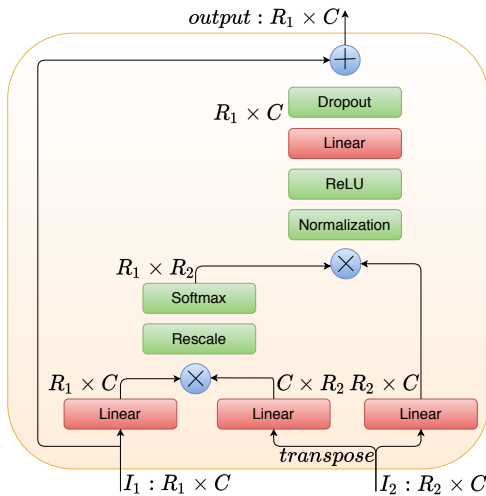 output : R₁ × C
Dropout
R₁ × C
Linear
ReLU
Normalization
R₁ × R₂
Softmax
Rescale
R₁ × C
C × R₂
R₂ × C
Linear
Linear
Linear
transpose
I₁ : R₁ × C
I₂ : R₂ × C